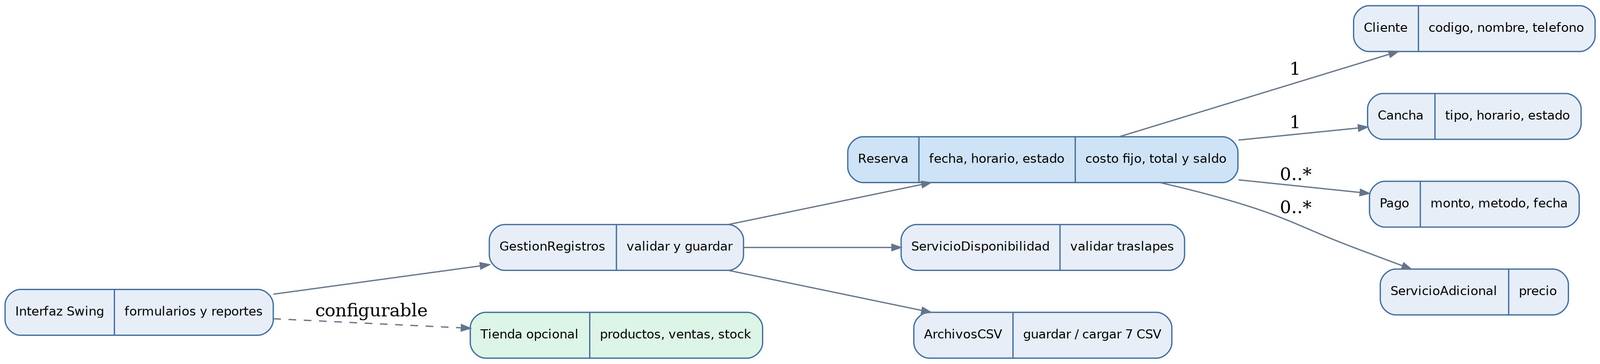 Cliente codigo, nombre, telefono
1
Cancha tipo, horario, estado
1
Reserva fecha, horario, estado costo fijo, total y saldo
0..*
Pago monto, metodo, fecha
0..*
GestionRegistros validar y guardar
ServicioDisponibilidad validar traslapes
ServicioAdicional precio
Interfaz Swing formularios y reportes
configurable
Tienda opcional productos, ventas, stock
ArchivosCSV guardar / cargar 7 CSV